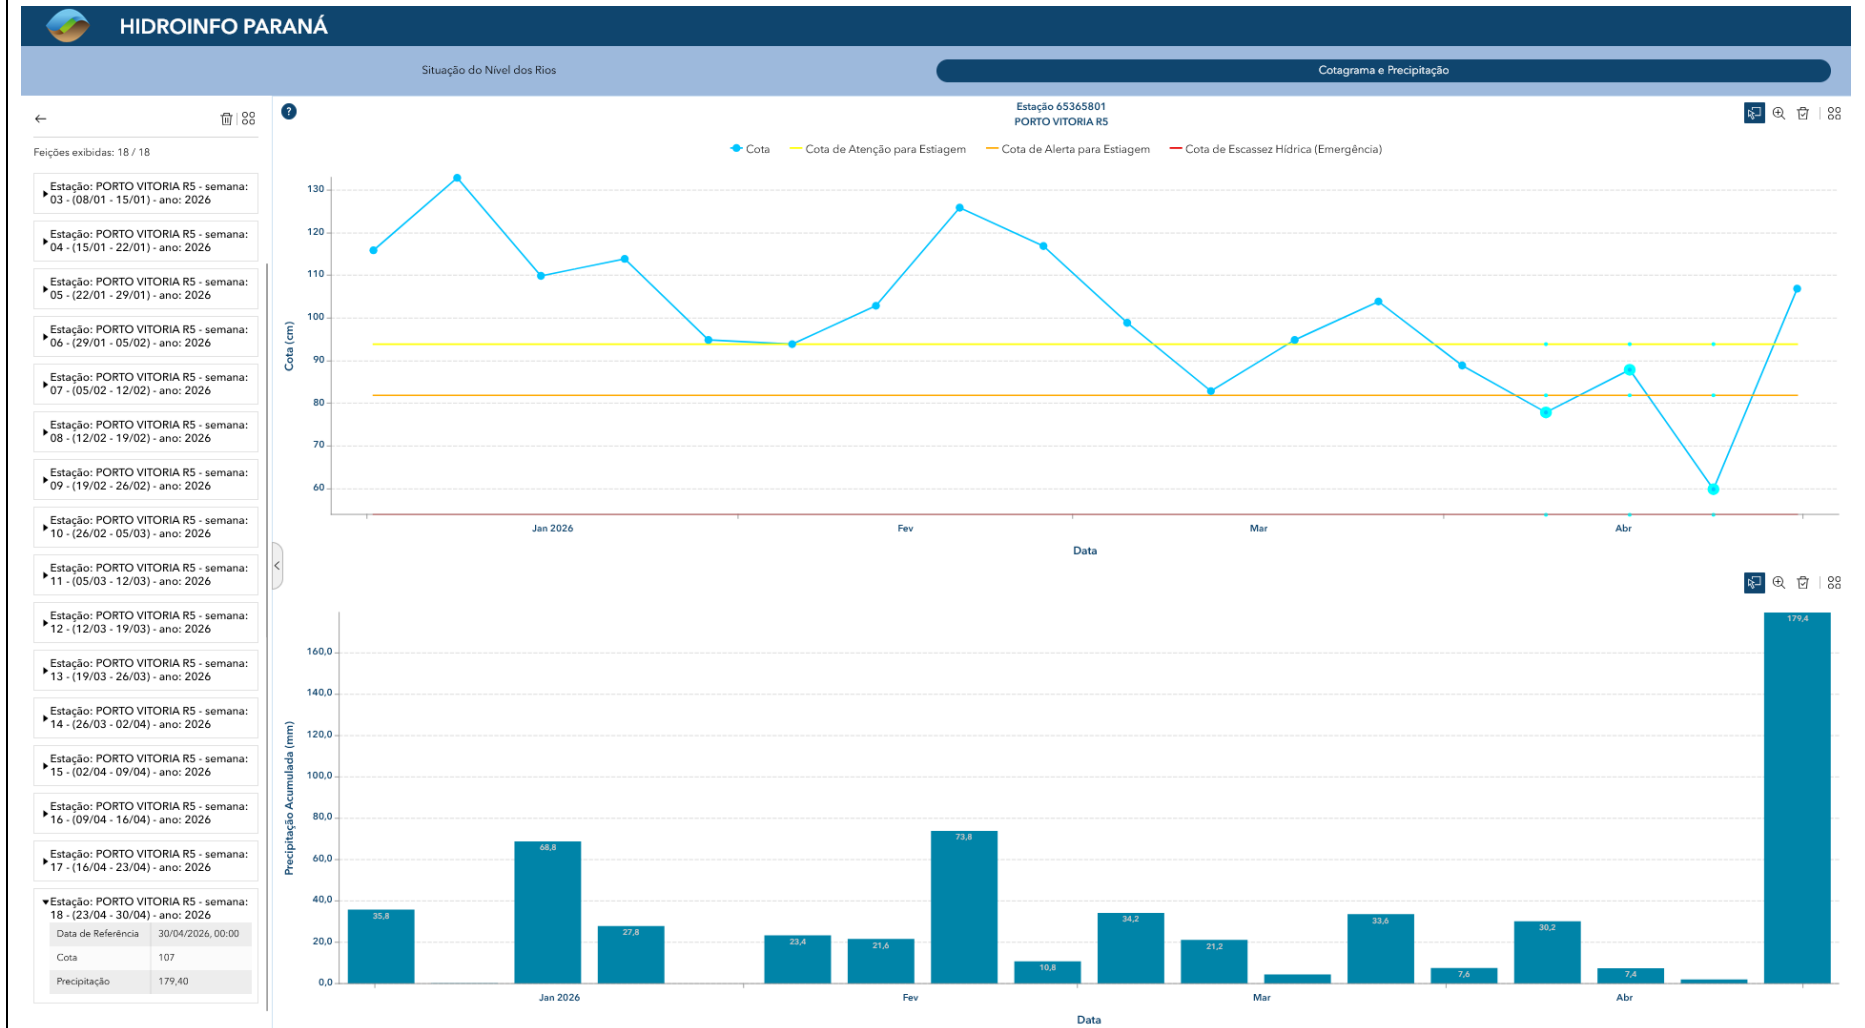 HIDROINFO PARANÁ
Situação do Nível dos Rios
Cotagrama e Precipitação
Feições exibidas: 18 / 18
Estação: PORTO VITORIA R5 - semana:
03 - (08/01 - 15/01) - ano: 2026
Estação: PORTO VITORIA R5 - semana:
04 - (15/01 - 22/01) - ano: 2026
Estação: PORTO VITORIA R5 - semana:
05 - (22/01 - 29/01) - ano: 2026
Estação: PORTO VITORIA R5 - semana:
06 - (29/01 - 05/02) - ano: 2026
Estação: PORTO VITORIA R5 - semana:
07 - (05/02 - 12/02) - ano: 2026
Estação: PORTO VITORIA R5 - semana:
08 - (12/02 - 19/02) - ano: 2026
Estação: PORTO VITORIA R5 - semana:
09 - (19/02 - 26/02) - ano: 2026
Estação: PORTO VITORIA R5 - semana:
10 - (26/02 - 05/03) - ano: 2026
Estação: PORTO VITORIA R5 - semana:
11 - (05/03 - 12/03) - ano: 2026
Estação: PORTO VITORIA R5 - semana:
12 - (12/03 - 19/03) - ano: 2026
Estação: PORTO VITORIA R5 - semana:
13 - (19/03 - 26/03) - ano: 2026
Estação: PORTO VITORIA R5 - semana:
14 - (26/03 - 02/04) - ano: 2026
Estação: PORTO VITORIA R5 - semana:
15 - (02/04 - 09/04) - ano: 2026
Estação: PORTO VITORIA R5 - semana:
16 - (09/04 - 16/04) - ano: 2026
Estação: PORTO VITORIA R5 - semana:
17 - (16/04 - 23/04) - ano: 2026
Estação: PORTO VITORIA R5 - semana:
18 - (23/04 - 30/04) - ano: 2026
Data de Referência 30/04/2026, 00:00
Cota 107
Precipitação 179,40
?
Estação 65365801
PORTO VITORIA R5
Cota Cota de Atenção para Estiagem Cota de Alerta para Estiagem Cota de Escassez Hídrica (Emergência)
Cota (cm)
130
120
110
100
90
80
70
60
Jan 2026 Fev Mar Abr
Data
Precipitação Acumulada (mm)
160,0
140,0
120,0
100,0
80,0
60,0
40,0
20,0
0,0
35,8 68,8 27,8 23,4 21,6 73,8 10,8 34,2 21,2 33,6 7,6 30,2 7,4 179,4
Jan 2026 Fev Mar Abr
Data